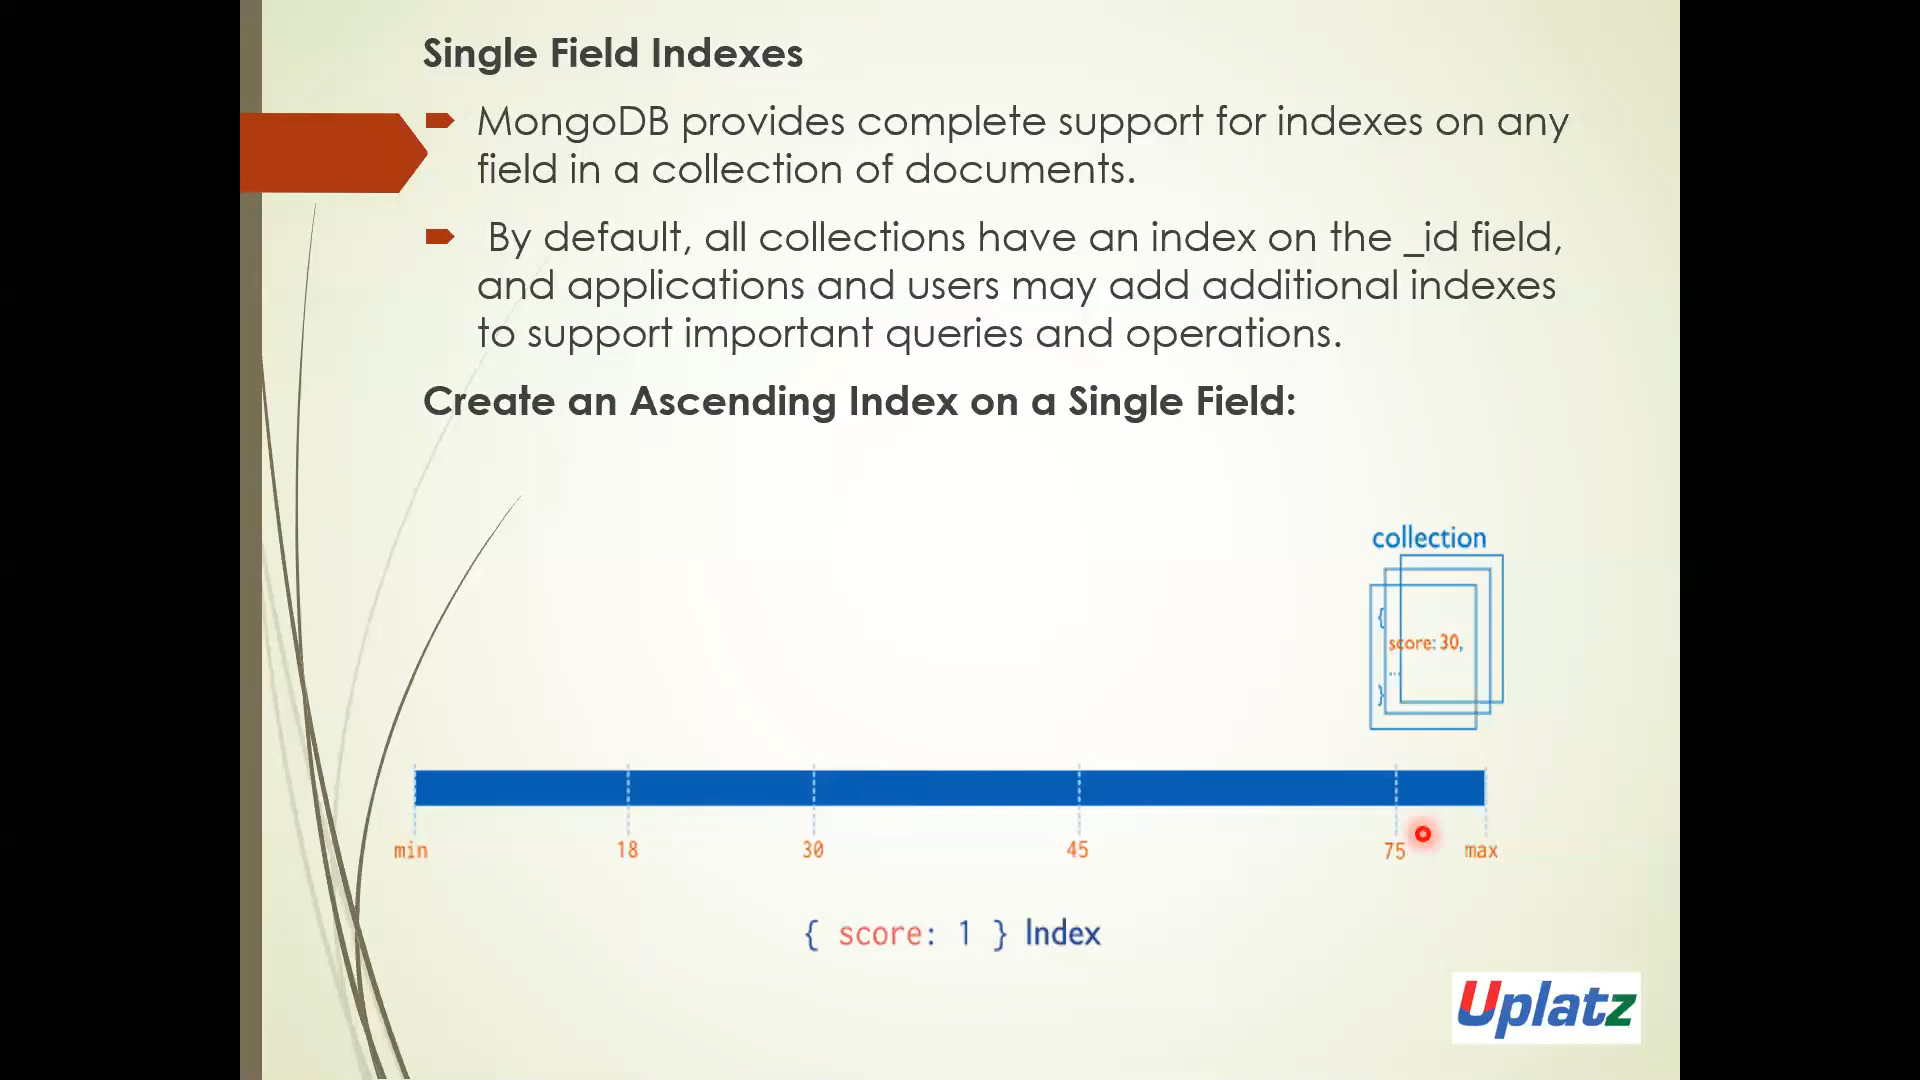 Single Field Indexes
MongoDB provides complete support for indexes on any
field in a collection of documents.
By default, all collections have an index on the _id field,
and applications and users may add additional indexes
to support important queries and operations.
Create an Ascending Index on a Single Field:
collection
{
score: 30,
...
}
min 18 30 45 75 max
{ score: 1 } Index
Uplatz